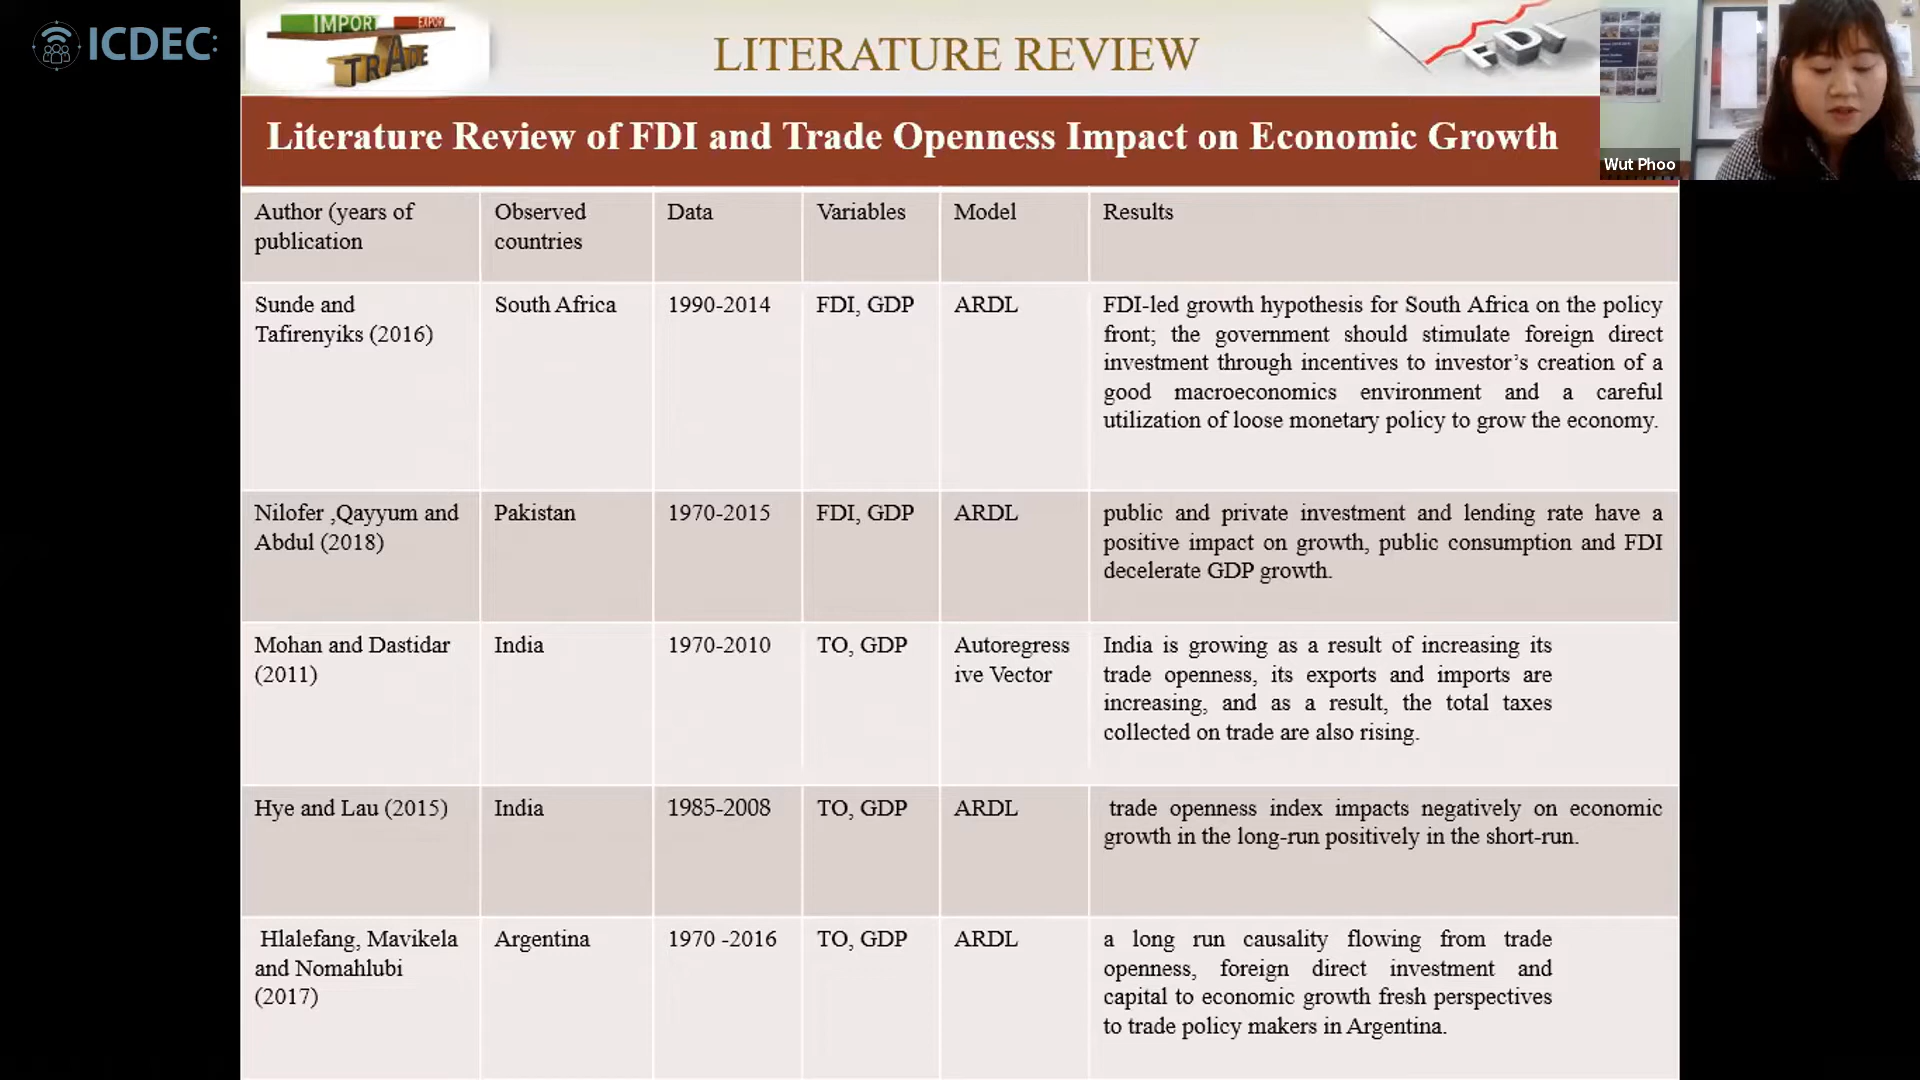 ICDEC:
IMPORT
EXPORT
TRADE
LITERATURE REVIEW
FDI
Literature Review of FDI and Trade Openness Impact on Economic Growth
Wut Phoo
Author (years of
publication
Observed
countries
Data
Variables
Model
Results
Sunde and
Tafirenyiks (2016)
South Africa
1990-2014
FDI, GDP
ARDL
FDI-led growth hypothesis for South Africa on the policy
front; the government should stimulate foreign direct
investment through incentives to investor’s creation of a
good macroeconomics environment and a careful
utilization of loose monetary policy to grow the economy.
Nilofer ,Qayyum and
Abdul (2018)
Pakistan
1970-2015
FDI, GDP
ARDL
public and private investment and lending rate have a
positive impact on growth, public consumption and FDI
decelerate GDP growth.
Mohan and Dastidar
(2011)
India
1970-2010
TO, GDP
Autoregress
ive Vector
India is growing as a result of increasing its
trade openness, its exports and imports are
increasing, and as a result, the total taxes
collected on trade are also rising.
Hye and Lau (2015)
India
1985-2008
TO, GDP
ARDL
trade openness index impacts negatively on economic
growth in the long-run positively in the short-run.
Hlalefang, Mavikela
and Nomahlubi
(2017)
Argentina
1970 -2016
TO, GDP
ARDL
a long run causality flowing from trade
openness, foreign direct investment and
capital to economic growth fresh perspectives
to trade policy makers in Argentina.